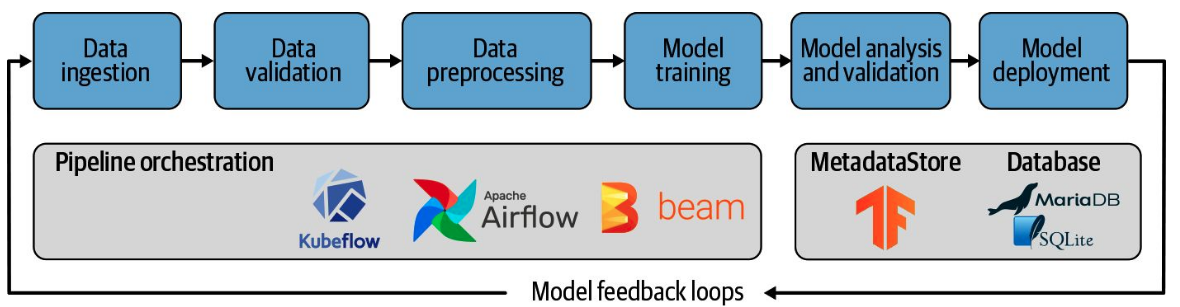 Data
ingestion
Data
validation
Data
preprocessing
Model
training
Model analysis
and validation
Model
deployment
Pipeline orchestration
Kubeflow
Apache
Airflow
beam
MetadataStore
Database
MariaDB
SQLite
Model feedback loops